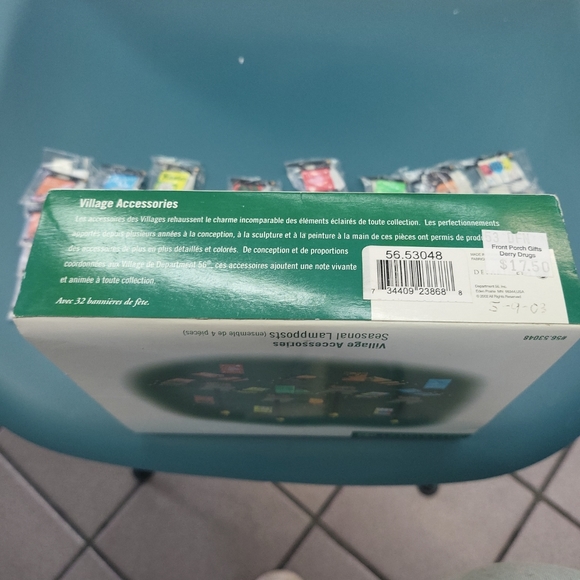 Village Accessories
Les accessoires des Villages rehaussent le charme incomparable des éléments éclairés de toute collection. Les perfectionnements
apportés depuis plusieurs années à la conception, à la sculpture et à la peinture à la main de ces pièces ont permis de
des accessoires de plus en plus détaillés et colorés. De conception et de proportions
coordonnées aux Village de Department 56®, ces accessoires ajoutent une note vivante
et animée à toute collection.
Avec 32 bannières de fête.
56.53048
7 34409 23868 8
Front Porch Gifts
Derry Drugs
$17.50
5-9-03
Village Accessories
Seasonal Lampposts (ensemble de 4 pièces)
#56.53048